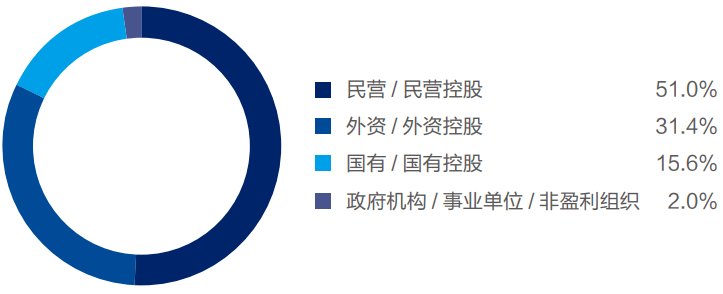 民营 / 民营控股 51.0%
外资 / 外资控股 31.4%
国有 / 国有控股 15.6%
政府机构 / 事业单位 / 非盈利组织 2.0%